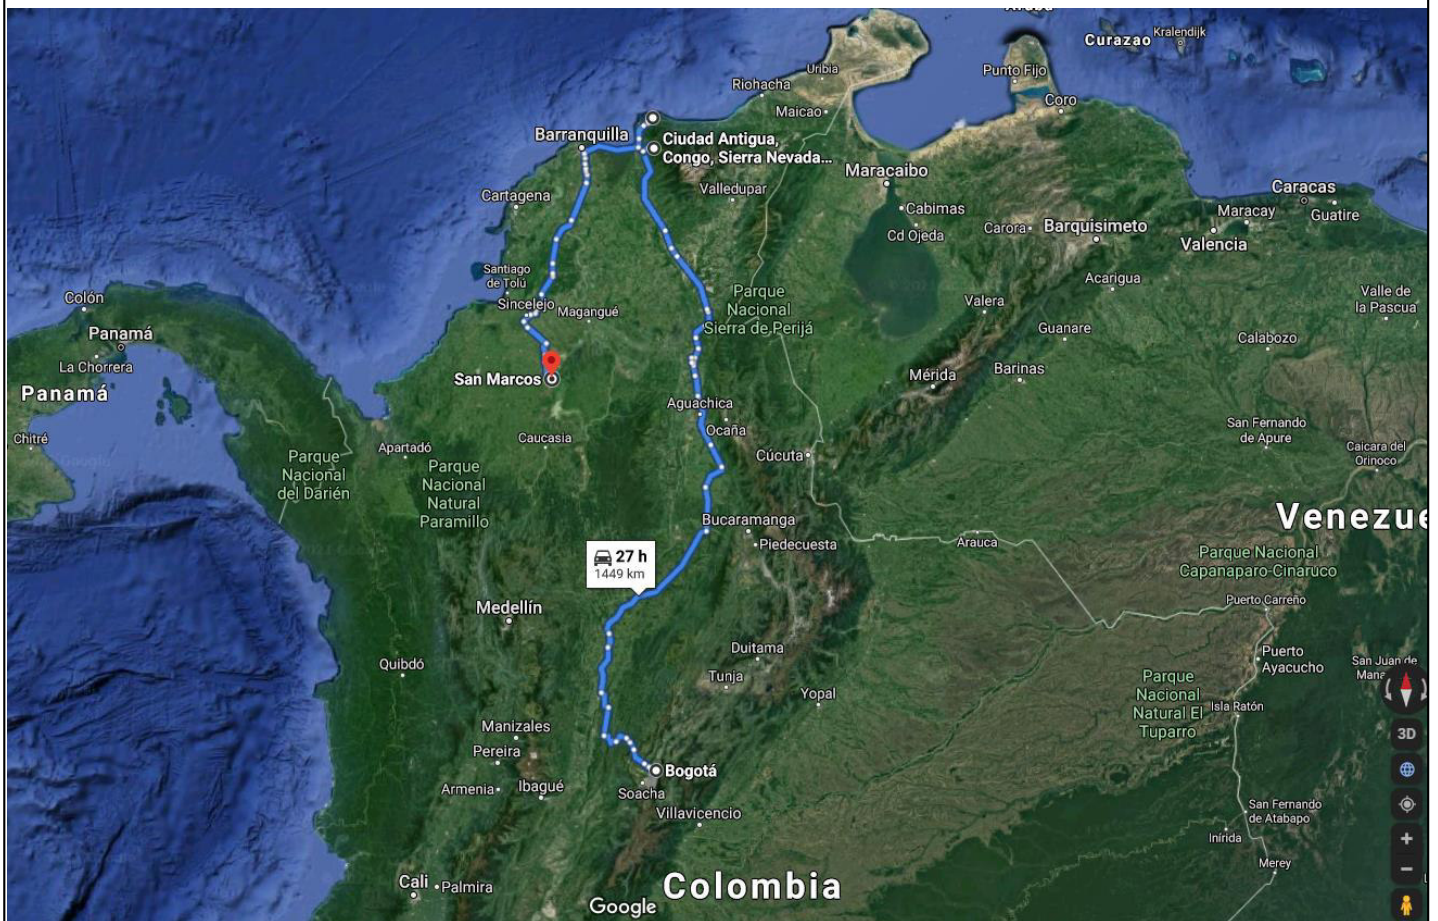 Aruba
Curazao
Kralendijk
Uribia
Punto Fijo
Riohacha
Coro
Maicao
Barranquilla
Ciudad Antigua,
Congo, Sierra Nevada...
Maracaibo
Valledupar
Cartagena
Cabimas
Caracas
Maracay
Guatire
Cd Ojeda
Carora
Barquisimeto
Valencia
Santiago
de Tolú
Acarigua
Colón
Sincelejo
Magangué
Parque
Nacional
Sierra de Perijá
Valera
Valle de
la Pascua
Panamá
Guanare
Calabozo
La Chorrera
San Marcos
Mérida
Barinas
Panamá
Aguachica
Ocaña
San Fernando
de Apure
Chitré
Caucasia
Apartadó
Cúcuta
Caicara del
Orinoco
Parque
Nacional
del Darién
Parque
Nacional
Natural
Paramillo
Bucaramanga
Piedecuesta
Venezue
Arauca
Parque Nacional
Capanaparo-Cinaruco
27 h
1449 km
Puerto Carreño
Medellín
Duitama
Puerto
Ayacucho
San Juan de
Mana
Quibdó
Tunja
Yopal
Parque
Nacional
Natural El
Tuparro
Isla Ratón
Manizales
3D
Pereira
Bogotá
Armenia
Ibagué
Soacha
Villavicencio
San Fernando
de Atabapo
Inírida
Merey
Cali
Palmira
Colombia
Google